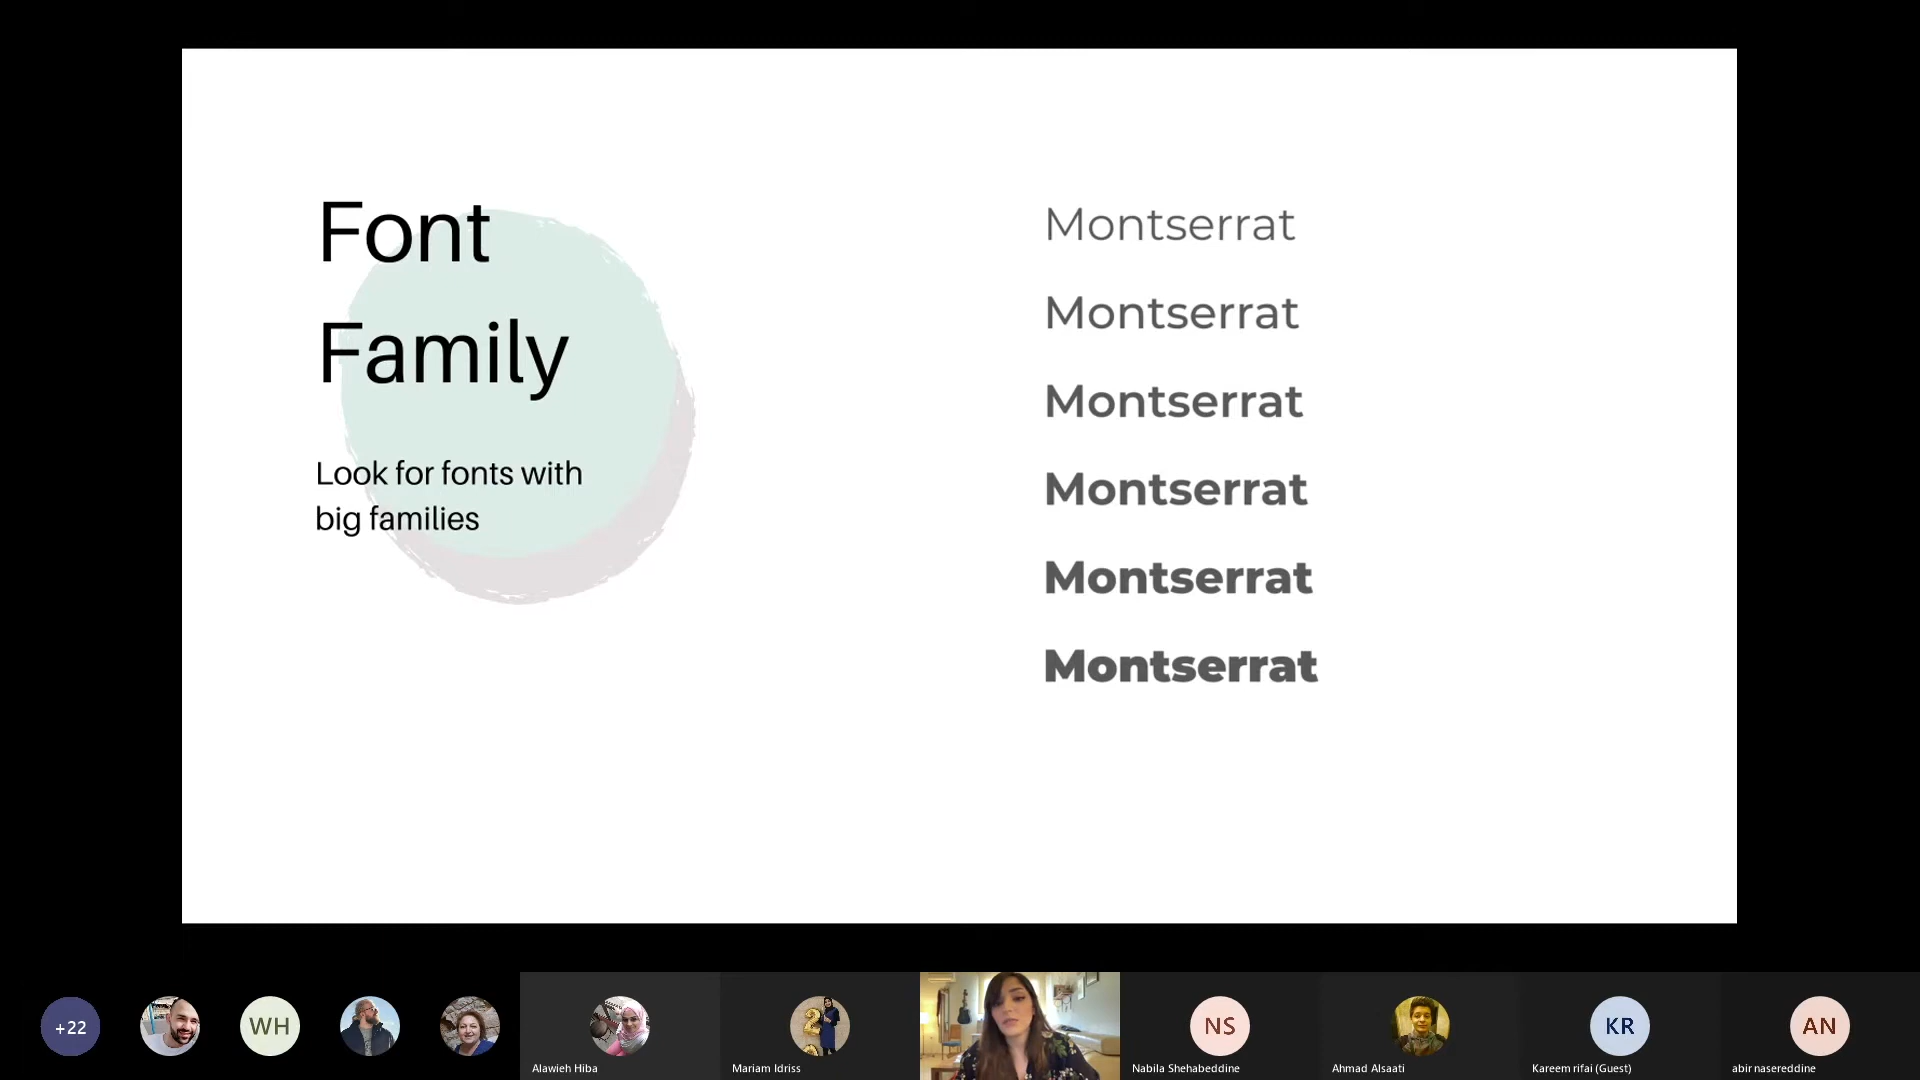 Font
Family
Look for fonts with
big families
Montserrat
Montserrat
Montserrat
Montserrat
Montserrat
Montserrat
+22
WH
Alawieh Hiba
Mariam Idriss
NS
Nabila Shehabeddine
Ahmad Alsaati
KR
Kareem rifai (Guest)
AN
abir nasereddine
2